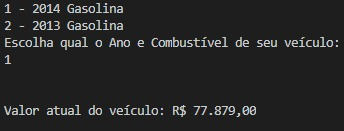 1 - 2014 Gasolina
2 - 2013 Gasolina
Escolha qual o Ano e Combustível de seu veículo:
1
Valor atual do veículo: R$ 77.879,00